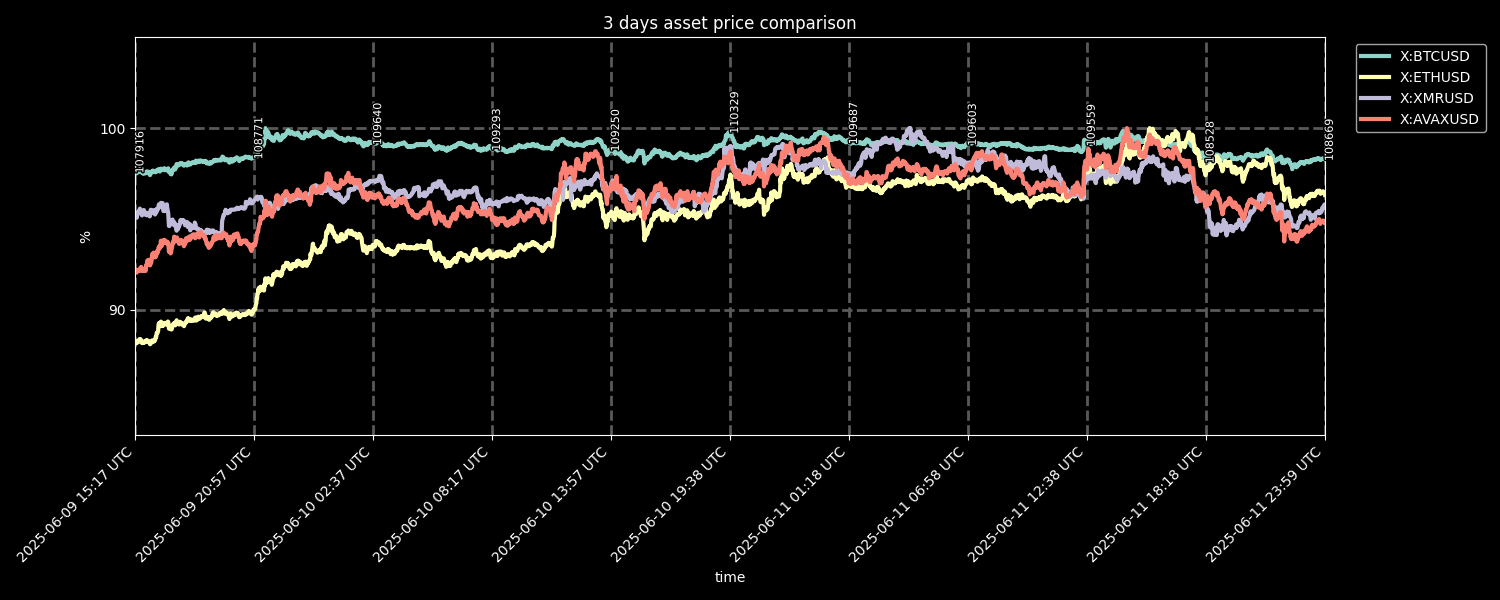 3 days asset price comparison
X:BTCUSD
X:ETHUSD
X:XMRUSD
X:AVAXUSD
100
90
%
107916
108771
109640
109293
109250
110329
109687
109603
109559
108528
108669
2025-06-09 15:17 UTC
2025-06-09 20:57 UTC
2025-06-10 02:37 UTC
2025-06-10 08:17 UTC
2025-06-10 13:57 UTC
2025-06-10 19:38 UTC
2025-06-11 01:18 UTC
2025-06-11 06:58 UTC
2025-06-11 12:38 UTC
2025-06-11 18:18 UTC
2025-06-11 23:59 UTC
time